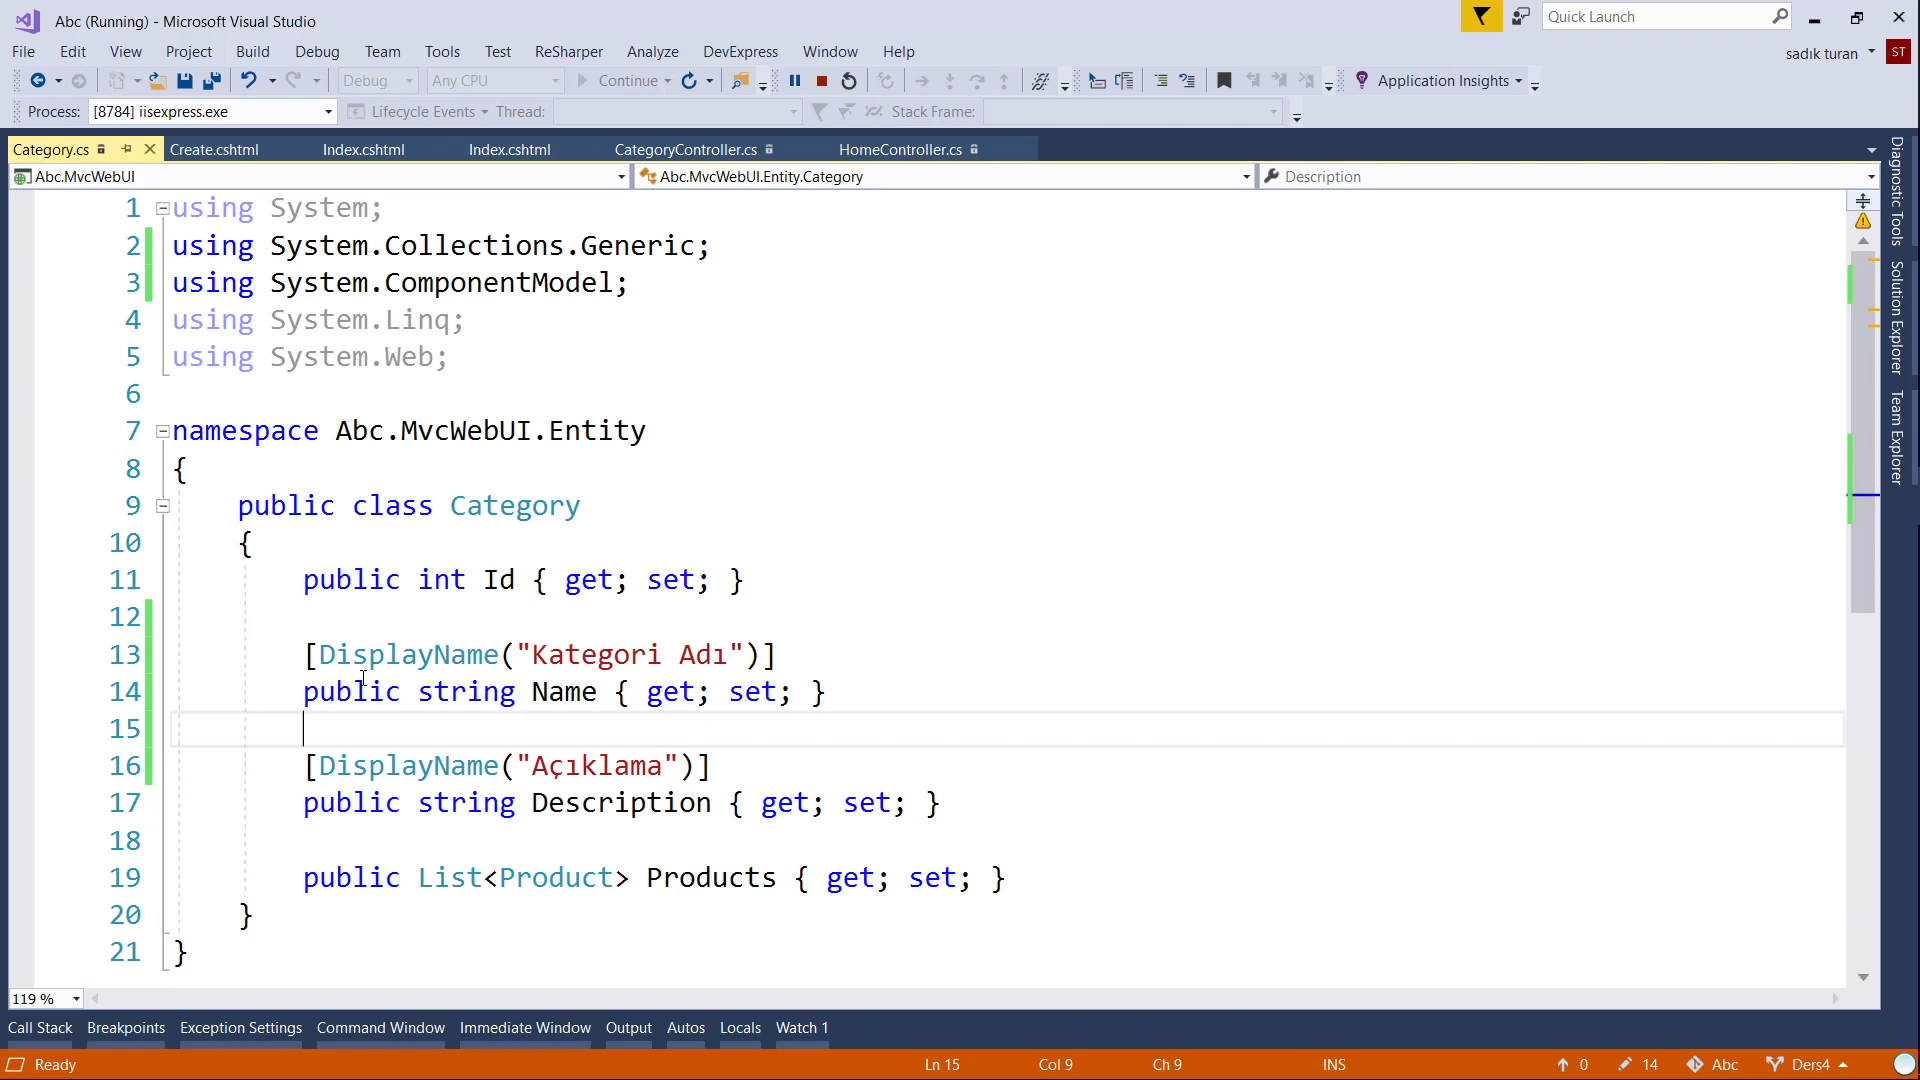 Abc (Running) - Microsoft Visual Studio
Quick Launch
File Edit View Project Build Debug Team Tools Test ReSharper Analyze DevExpress Window Help
sadık turan ST
Debug Any CPU Continue Application Insights
Process: [8784] iisexpress.exe Lifecycle Events Thread: Stack Frame:
Category.cs Create.cshtml Index.cshtml Index.cshtml CategoryController.cs HomeController.cs
Abc.MvcWebUI Abc.MvcWebUI.Entity.Category Description
1 using System;
2 using System.Collections.Generic;
3 using System.ComponentModel;
4 using System.Linq;
5 using System.Web;
6
7 namespace Abc.MvcWebUI.Entity
8 {
9 public class Category
10 {
11 public int Id { get; set; }
12
13 [DisplayName("Kategori Adı")]
14 public string Name { get; set; }
15
16 [DisplayName("Açıklama")]
17 public string Description { get; set; }
18
19 public List<Product> Products { get; set; }
20 }
21 }
Diagnostic Tools
Solution Explorer
Team Explorer
119 %
Call Stack Breakpoints Exception Settings Command Window Immediate Window Output Autos Locals Watch 1
Ready Ln 15 Col 9 Ch 9 INS 0 14 Abc Ders4